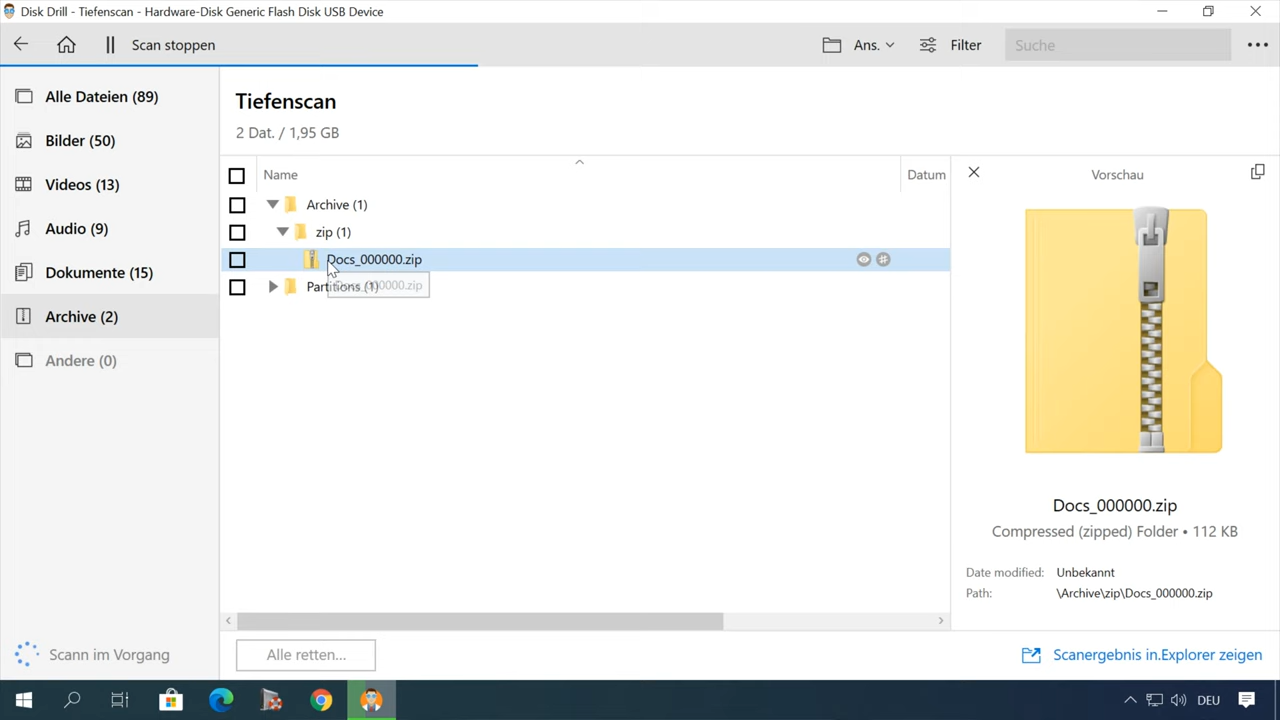 Disk Drill - Tiefenscan - Hardware-Disk Generic Flash Disk USB Device
Scan stoppen
Ans.
Filter
Suche
Alle Dateien (89)
Bilder (50)
Videos (13)
Audio (9)
Dokumente (15)
Archive (2)
Andere (0)
Scann im Vorgang
Tiefenscan
2 Dat. / 1,95 GB
Name
Datum
Archive (1)
zip (1)
Docs_000000.zip
Docs_000000.zip
Partitions (1)
Alle retten...
Vorschau
Docs_000000.zip
Compressed (zipped) Folder • 112 KB
Date modified: Unbekannt
Path: \Archive\zip\Docs_000000.zip
Scanergebnis in.Explorer zeigen
DEU